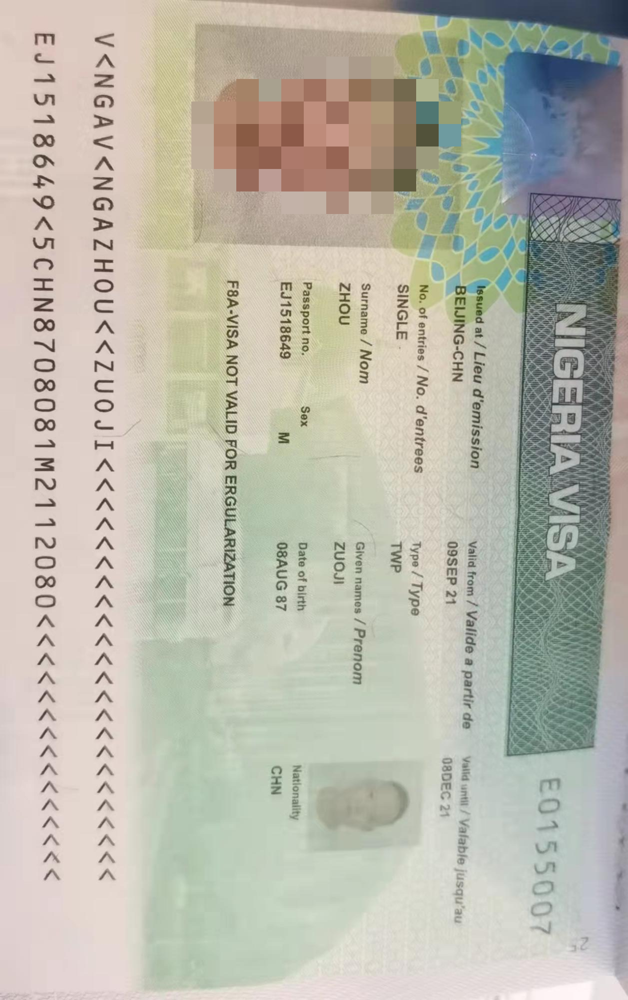 NIGERIA VISA
E0155007
Issued at / Lieu d'emission
Valid from / Valide a partir de
Valid until / Valable jusqu'au
BEIJING-CHN
09SEP 21
08DEC 21
No. of entries / No. d'entrees
Type / Type
SINGLE
TWP
Surname / Nom
Given names / Prenom
ZHOU
ZUOJI
Passport no.
Sex
Date of birth
Nationality
EJ1518649
M
08AUG 87
CHN
F8A-VISA NOT VALID FOR ERGULARIZATION
V<NGAV<NGAZHOU<<ZUOJI<<<<<<<<<<<<<<<<<<<<<<<
EJ1518649<5CHN8708081M2112080<<<<<<<<<<<<<<<